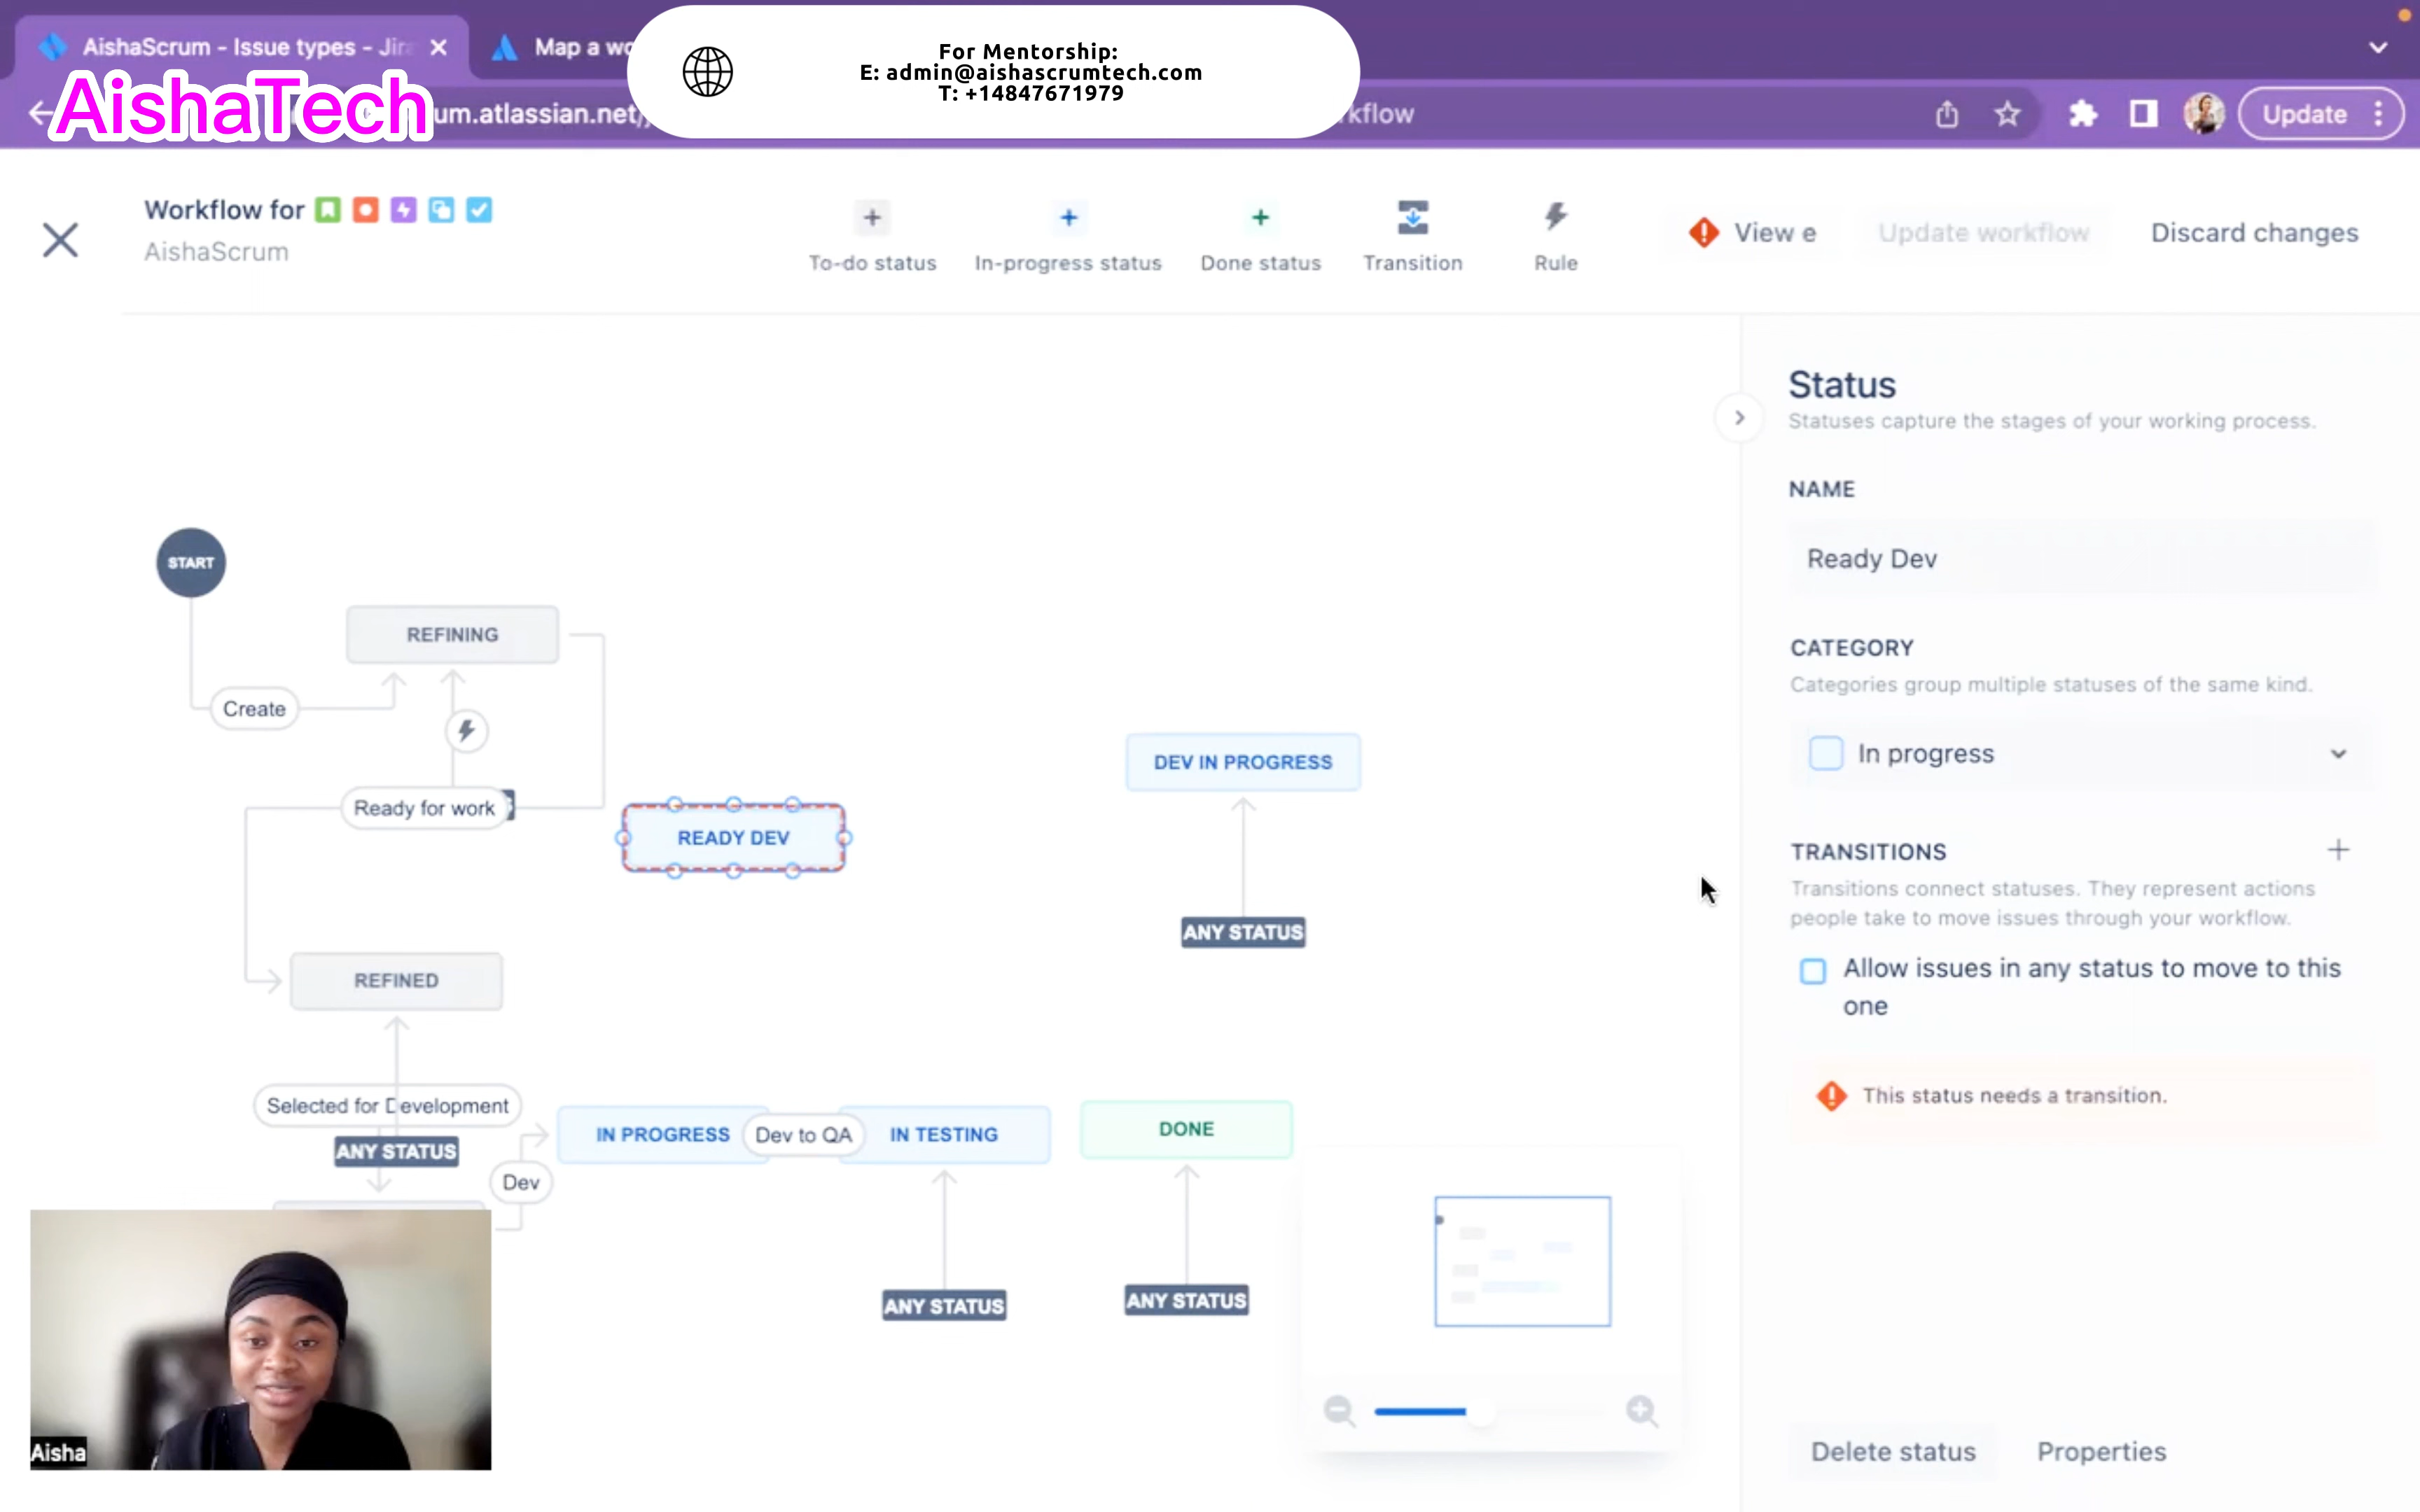 AishaScrum - Issue types - Jira
Map a wo
For Mentorship:
E: admin@aishascrumtech.com
T: +14847671979
AishaTech
um.atlassian.net/
kflow
Update
Workflow for
AishaScrum
To-do status
In-progress status
Done status
Transition
Rule
View e
Update workflow
Discard changes
START
REFINING
Create
Ready for work
READY DEV
DEV IN PROGRESS
ANY STATUS
REFINED
Selected for Development
ANY STATUS
IN PROGRESS
Dev to QA
IN TESTING
DONE
Dev
ANY STATUS
ANY STATUS
Aisha
Status
Statuses capture the stages of your working process.
NAME
Ready Dev
CATEGORY
Categories group multiple statuses of the same kind.
In progress
TRANSITIONS
Transitions connect statuses. They represent actions
people take to move issues through your workflow.
Allow issues in any status to move to this
one
This status needs a transition.
Delete status
Properties